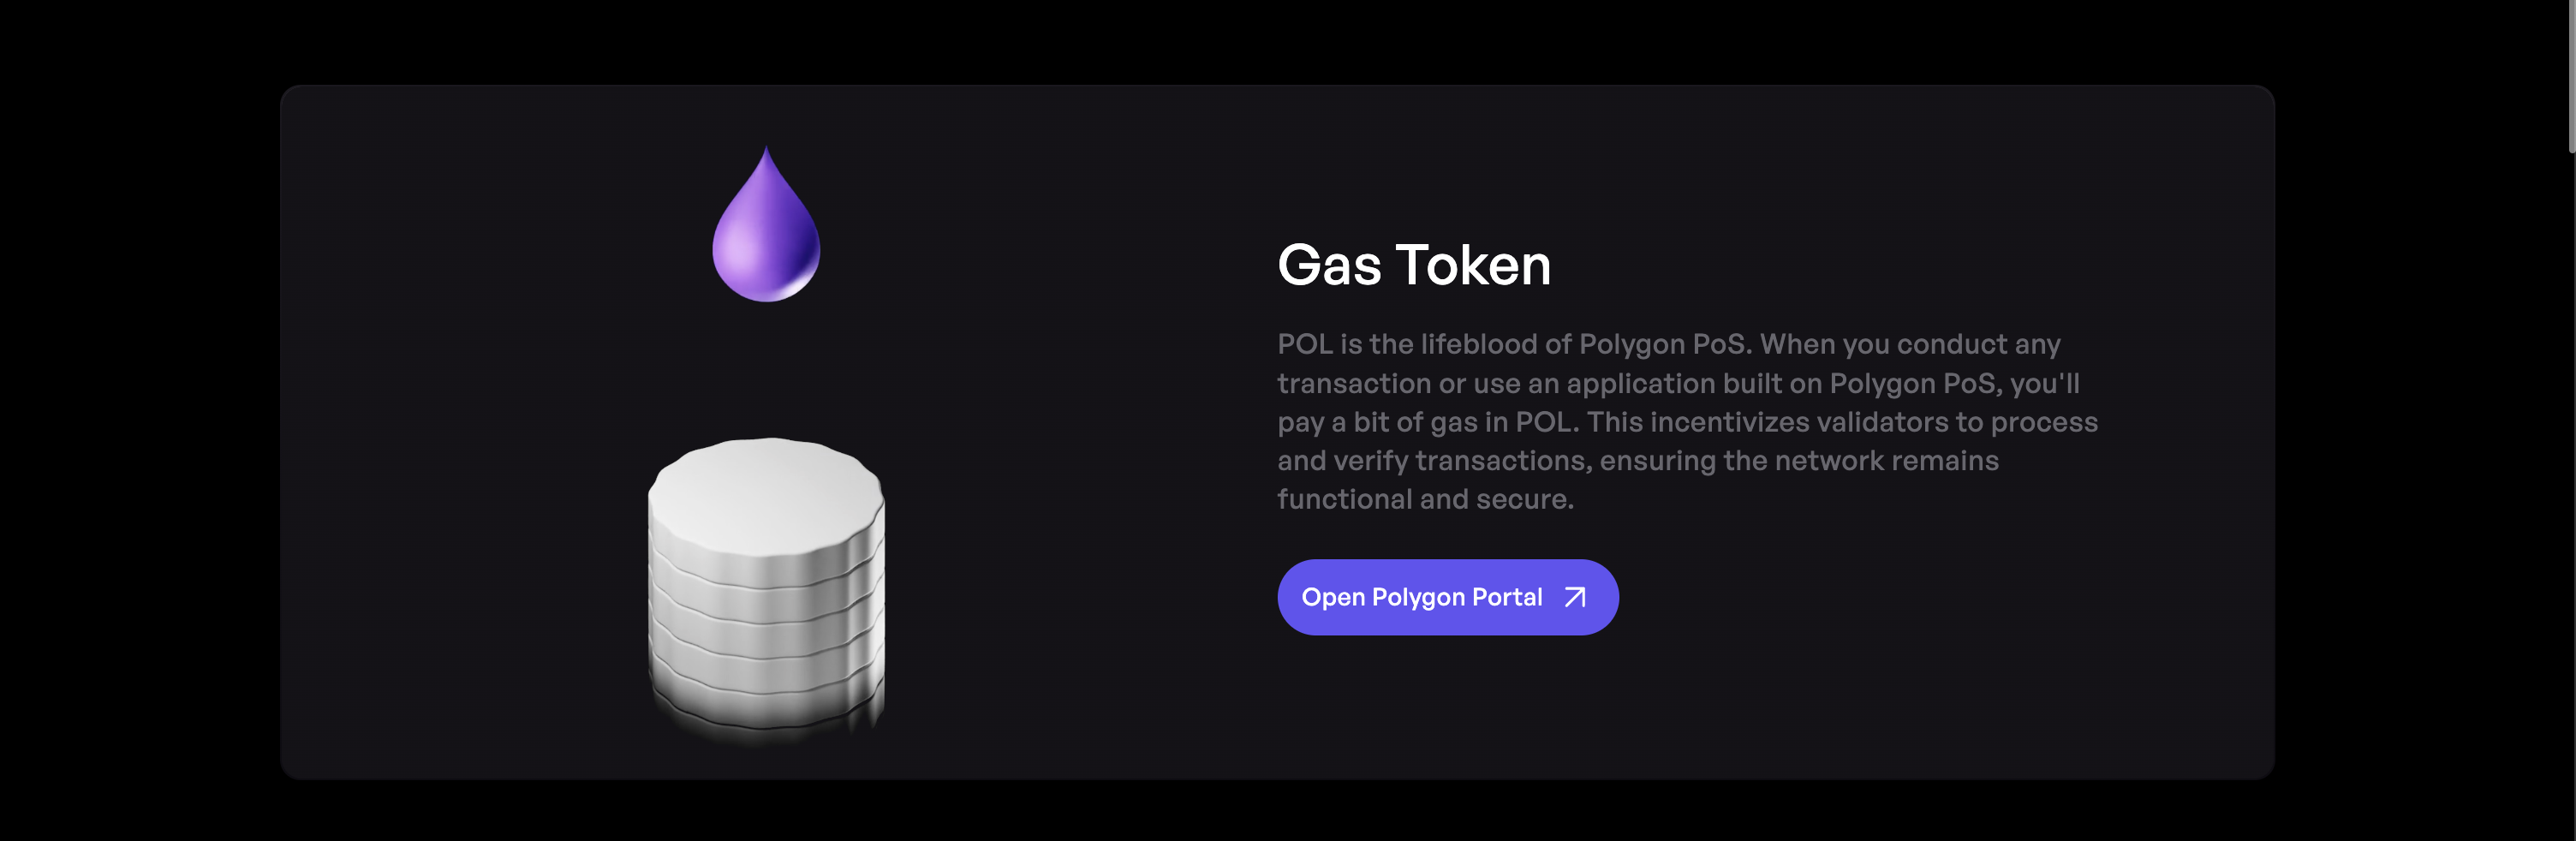 Gas Token
POL is the lifeblood of Polygon PoS. When you conduct any
transaction or use an application built on Polygon PoS, you'll
pay a bit of gas in POL. This incentivizes validators to process
and verify transactions, ensuring the network remains
functional and secure.
Open Polygon Portal